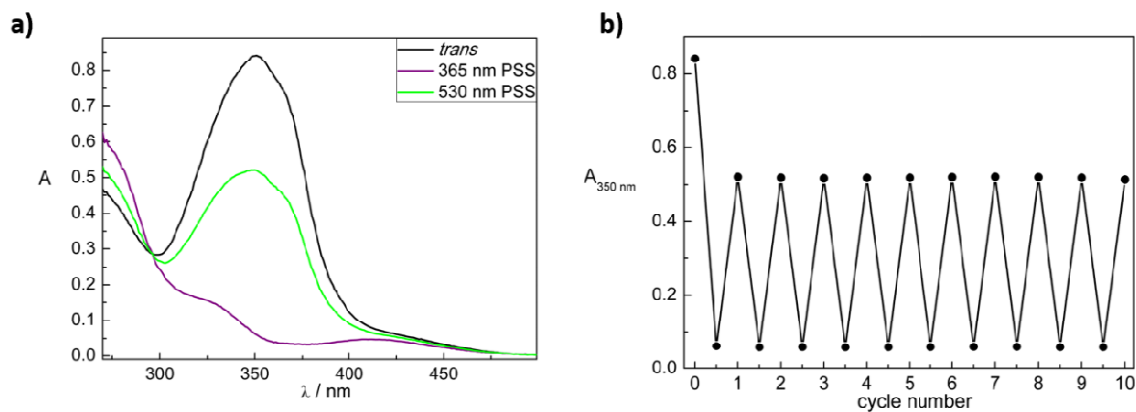 a)
trans
365 nm PSS
530 nm PSS
0.8
0.7
0.6
0.5
0.4
0.3
0.2
0.1
0.0
A
300 350 400 450
λ / nm
b)
0.8
0.6
0.4
0.2
0.0
A350 nm
0 1 2 3 4 5 6 7 8 9 10
cycle number